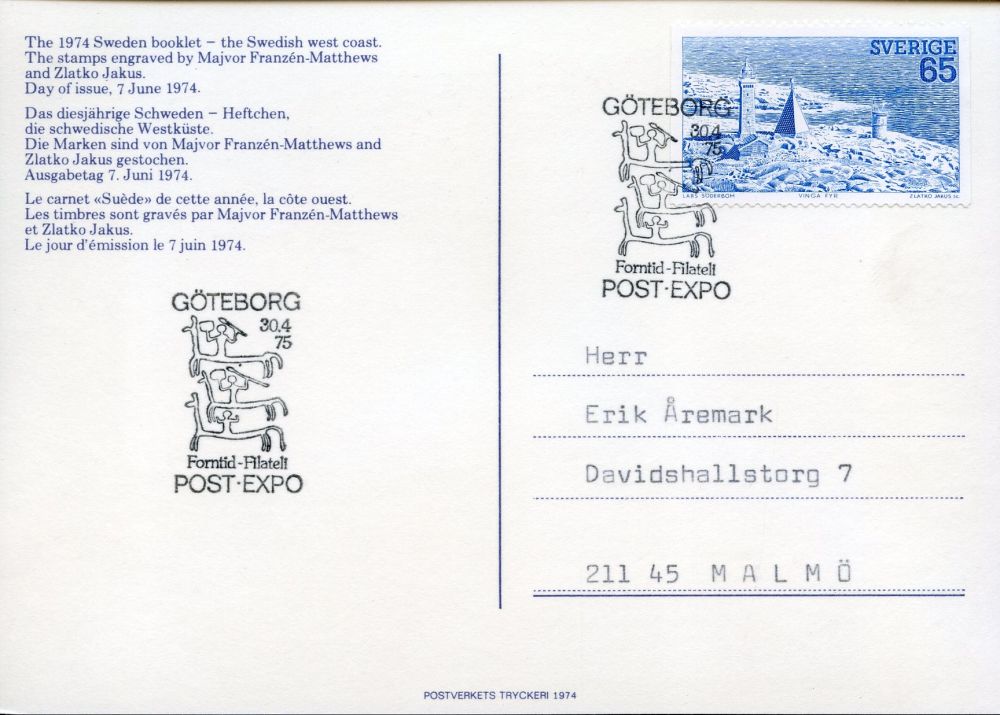 The 1974 Sweden booklet – the Swedish west coast.
The stamps engraved by Majvor Franzén-Matthews
and Zlatko Jakus.
Day of issue, 7 June 1974.
Das diesjährige Schweden – Heftchen,
die schwedische Westküste.
Die Marken sind von Majvor Franzén-Matthews and
Zlatko Jakus gestochen.
Ausgabetag 7. Juni 1974.
Le carnet «Suède» de cette année, la côte ouest.
Les timbres sont gravés par Majvor Franzén-Matthews
et Zlatko Jakus.
Le jour d'émission le 7 juin 1974.
GÖTEBORG
30.4
75
Forntid-Filateli
POST·EXPO
SVERIGE
65
LARS SÖDERBOM VINGA FYR ZLATKO JAKUS SC.
GÖTEBORG
30.4
75
Forntid-Filateli
POST·EXPO
Herr
Erik Åremark
Davidshallstorg 7
211 45 M A L M Ö
POSTVERKETS TRYCKERI 1974